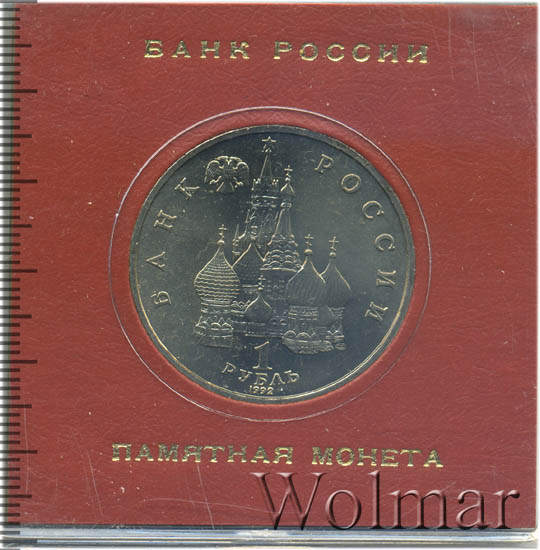 БАНК РОССИИ
БАНК РОССИИ
1
РУБЛЬ
1992
ПАМЯТНАЯ МОНЕТА
Wolmar